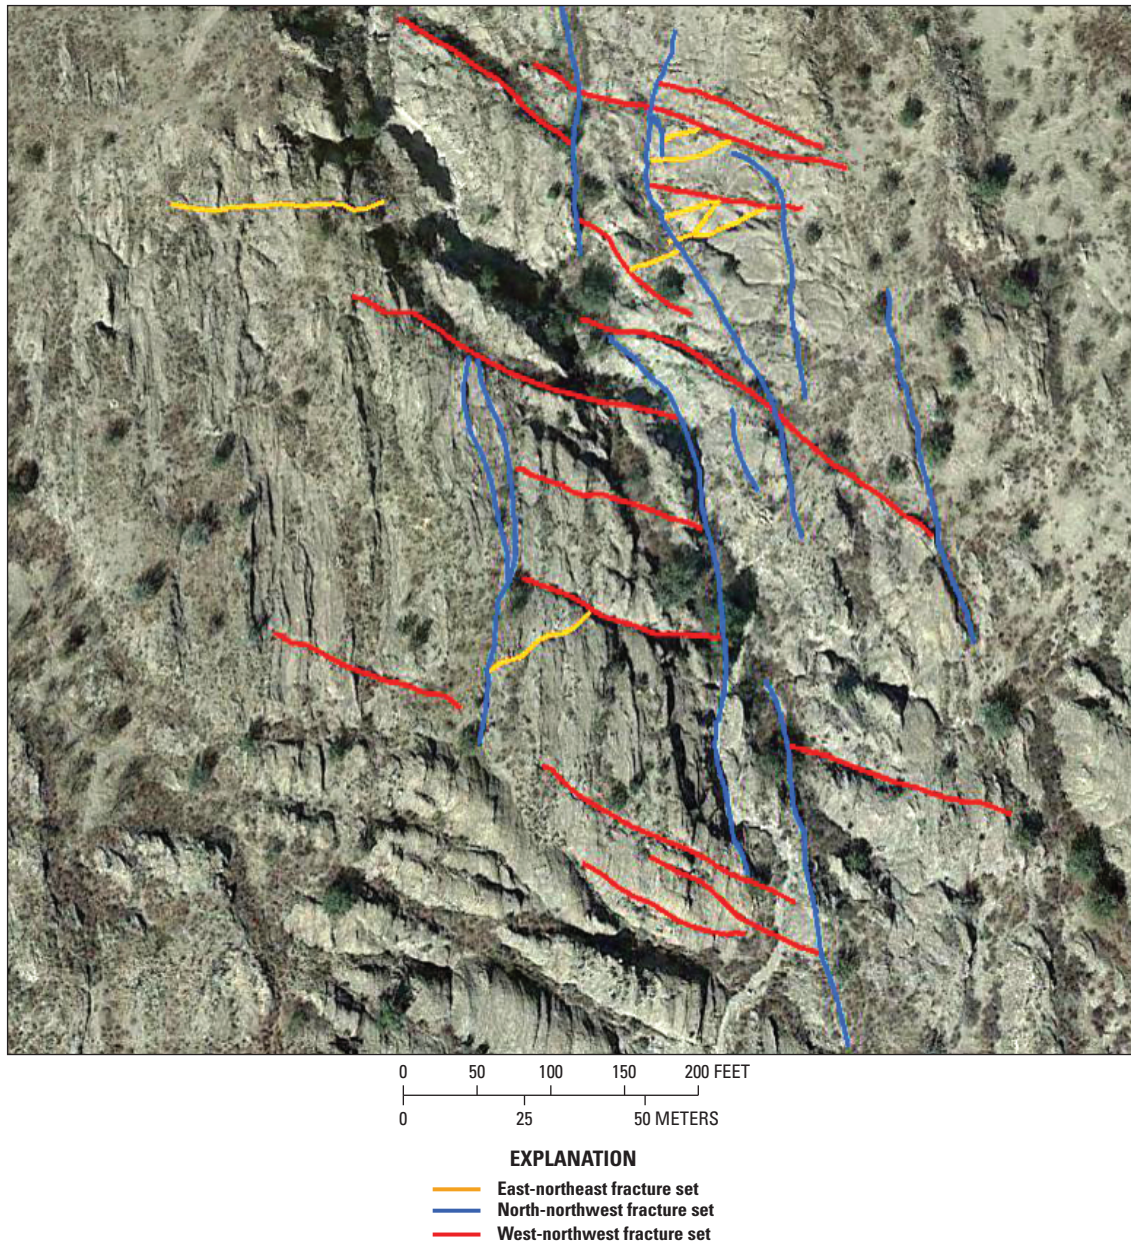 0 50 100 150 200 FEET
0 25 50 METERS
EXPLANATION
East-northeast fracture set
North-northwest fracture set
West-northwest fracture set